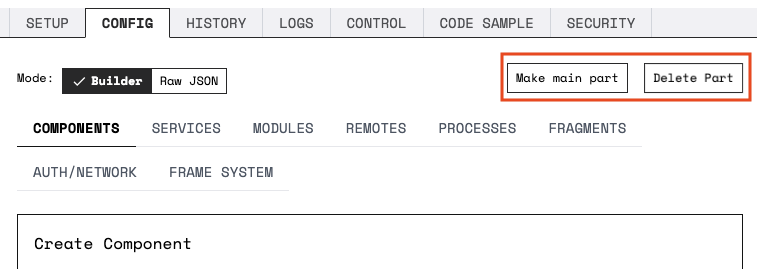 SETUP CONFIG HISTORY LOGS CONTROL CODE SAMPLE SECURITY
Mode: Builder Raw JSON Make main part Delete Part
COMPONENTS SERVICES MODULES REMOTES PROCESSES FRAGMENTS
AUTH/NETWORK FRAME SYSTEM
Create Component